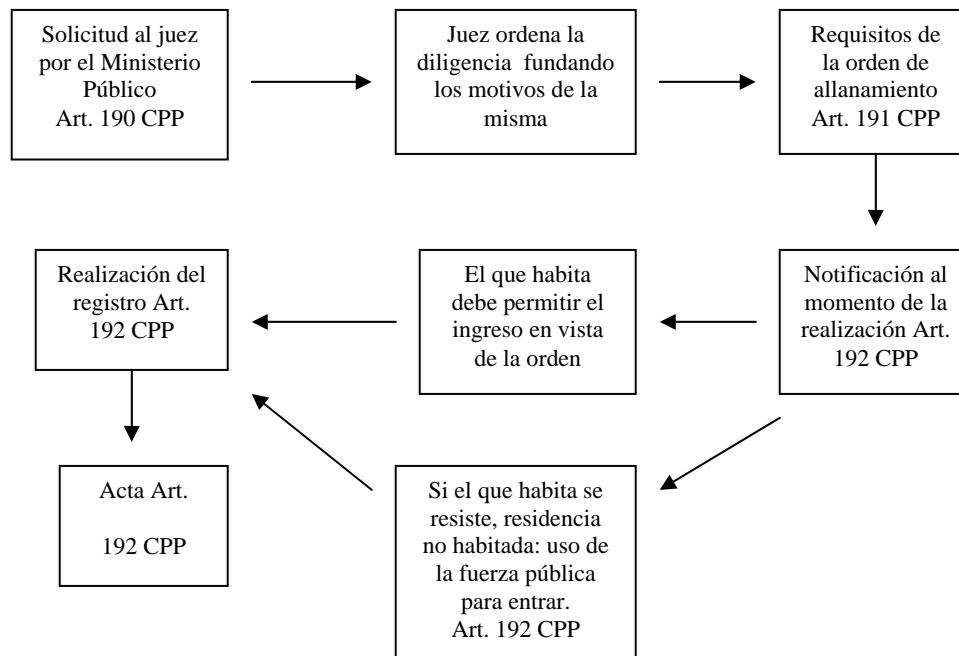 Solicitud al juez
por el Ministerio
Público
Art. 190 CPP
Juez ordena la
diligencia fundando
los motivos de la
misma
Requisitos de
la orden de
allanamiento
Art. 191 CPP
Notificación al
momento de la
realización Art.
192 CPP
El que habita
debe permitir el
ingreso en vista
de la orden
Realización del
registro Art.
192 CPP
Si el que habita se
resiste, residencia
no habitada: uso de
la fuerza pública
para entrar.
Art. 192 CPP
Acta Art.
192 CPP